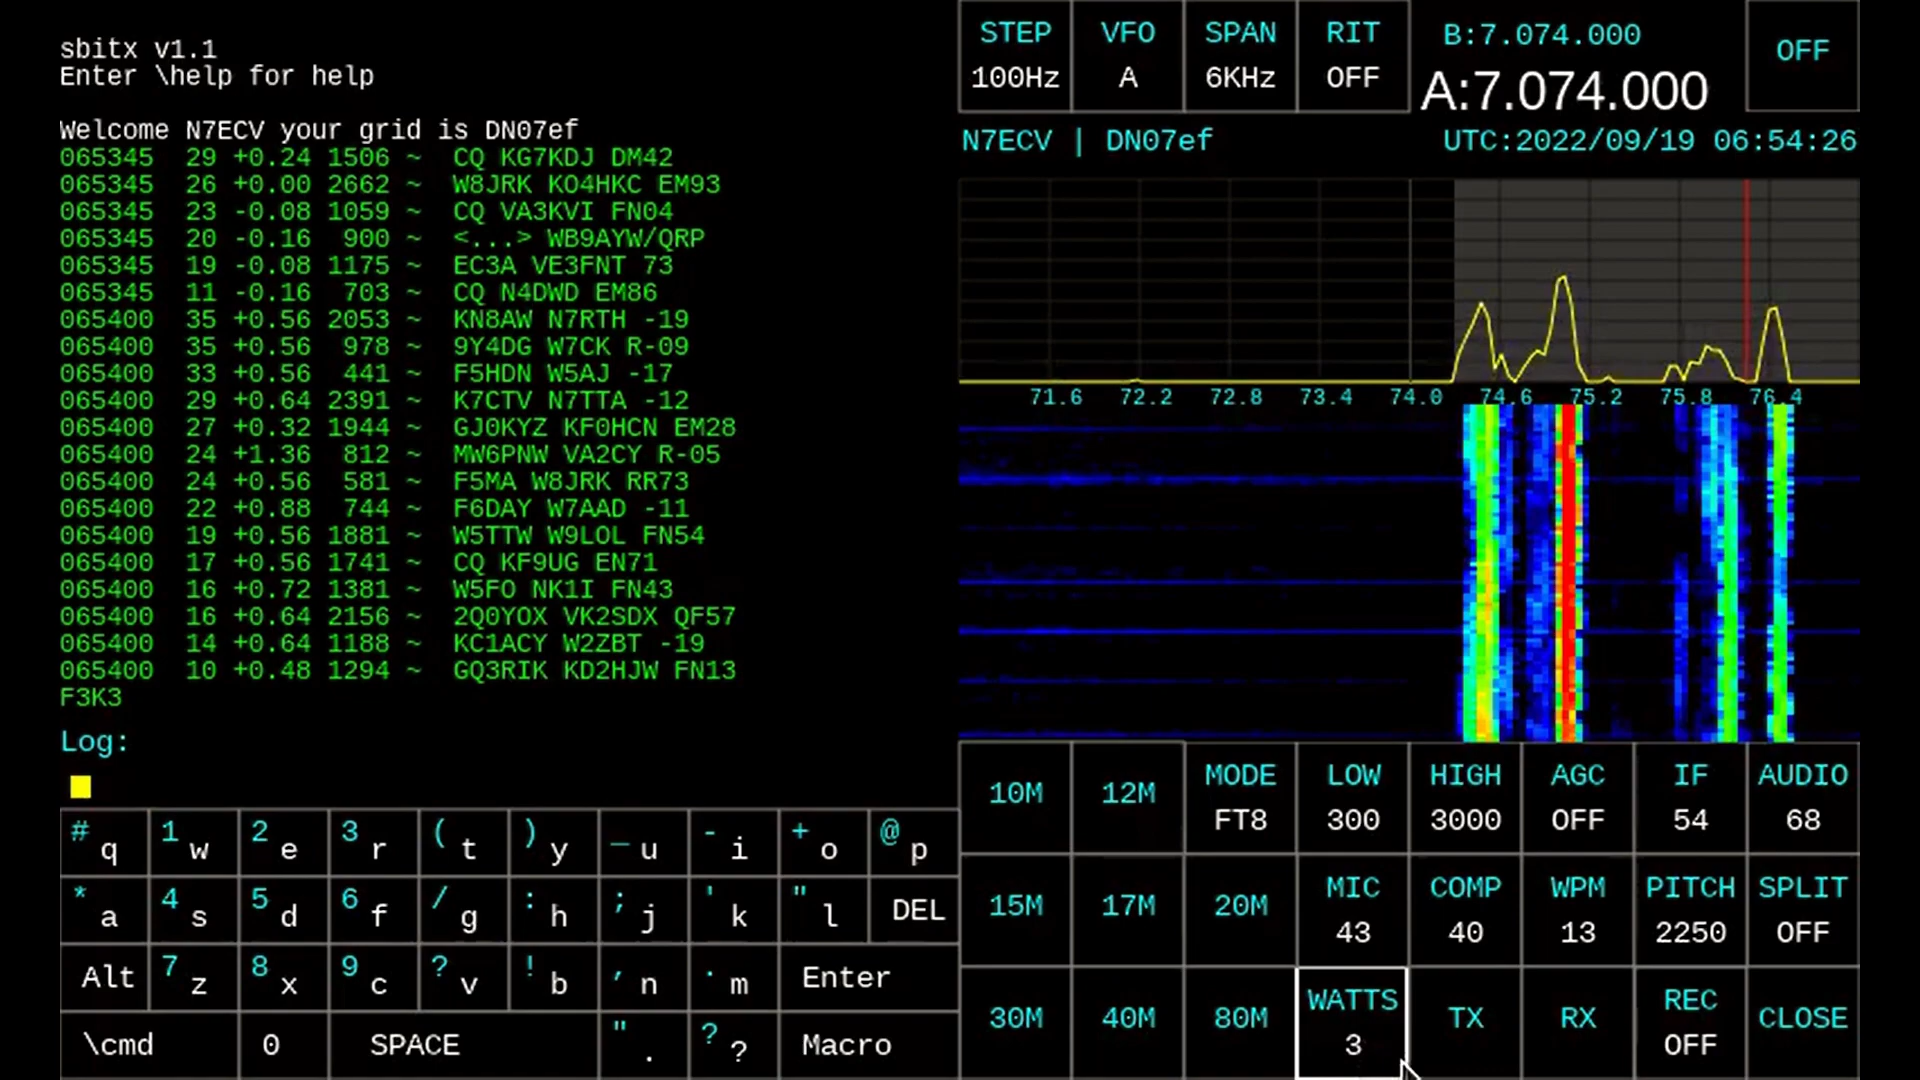 sbitx v1.1
Enter \help for help
Welcome N7ECV your grid is DN07ef
065345  29 +0.24 1506 ~  CQ KG7KDJ DM42
065345  26 +0.00 2662 ~  W8JRK KO4HKC EM93
065345  23 -0.08 1059 ~  CQ VA3KVI FN04
065345  20 -0.16  900 ~  <...> WB9AYW/QRP
065345  19 -0.08 1175 ~  EC3A VE3FNT 73
065345  11 -0.16  703 ~  CQ N4DWD EM86
065400  35 +0.56 2053 ~  KN8AW N7RTH -19
065400  35 +0.56  978 ~  9Y4DG W7CK R-09
065400  33 +0.56  441 ~  F5HDN W5AJ -17
065400  29 +0.64 2391 ~  K7CTV N7TTA -12
065400  27 +0.32 1944 ~  GJ0KYZ KF0HCN EM28
065400  24 +1.36  812 ~  MW6PNW VA2CY R-05
065400  24 +0.56  581 ~  F5MA W8JRK RR73
065400  22 +0.88  744 ~  F6DAY W7AAD -11
065400  19 +0.56 1881 ~  W5TTW W9LOL FN54
065400  17 +0.56 1741 ~  CQ KF9UG EN71
065400  16 +0.72 1381 ~  W5FO NK1I FN43
065400  16 +0.64 2156 ~  2Q0YOX VK2SDX QF57
065400  14 +0.64 1188 ~  KC1ACY W2ZBT -19
065400  10 +0.48 1294 ~  GQ3RIK KD2HJW FN13
F3K3
Log:
# q 1 w 2 e 3 r ( t ) y _ u - i + o @ p
* a 4 s 5 d 6 f / g : h ; j ' k " l DEL
Alt 7 z 8 x 9 c ? v ! b , n . m Enter
\cmd 0 SPACE " . ? ? Macro
STEP VFO SPAN RIT B:7.074.000 OFF
100Hz A 6KHz OFF A:7.074.000
N7ECV | DN07ef UTC:2022/09/19 06:54:26
71.6 72.2 72.8 73.4 74.0 74.6 75.2 75.8 76.4
10M 12M MODE LOW HIGH AGC IF AUDIO
FT8 300 3000 OFF 54 68
15M 17M 20M MIC COMP WPM PITCH SPLIT
43 40 13 2250 OFF
30M 40M 80M WATTS TX RX REC CLOSE
3 OFF